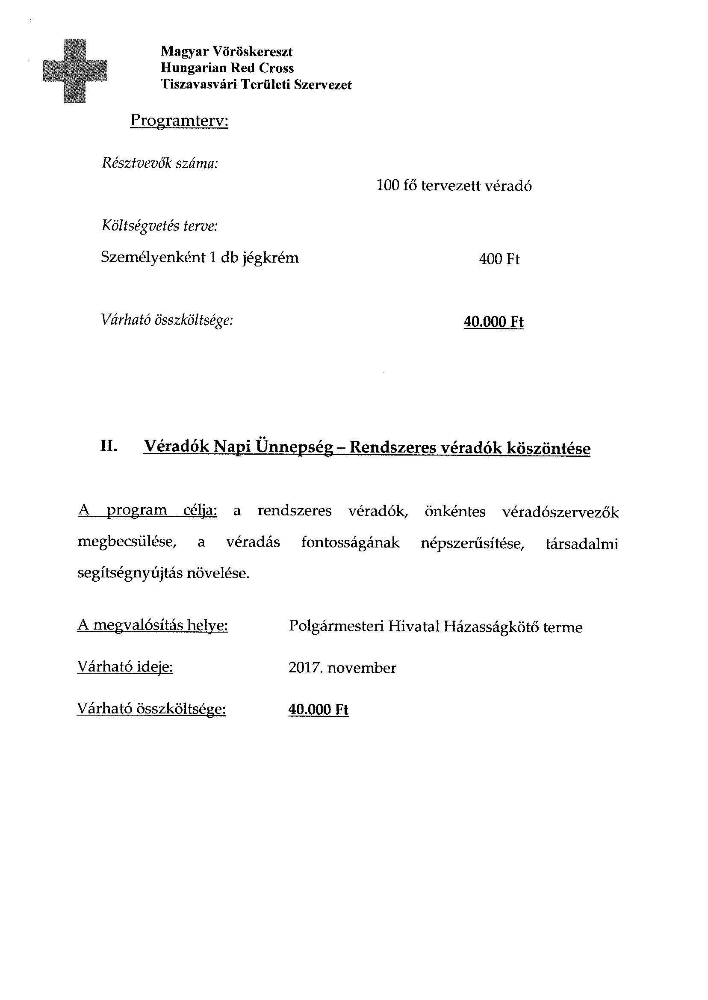 Magyar Vöröskereszt
Hungarian Red Cross
Tiszavasvári Területi Szervezet
Programterv:
Résztvevők száma:
100 fő tervezett véradó
Költségvetés terve:
Személyenként 1 db jégkrém 400 Ft
Várható összköltsége: 40.000 Ft
II. Véradók Napi Ünnepség – Rendszeres véradók köszöntése
A program célja: a rendszeres véradók, önkéntes véradószervezők
megbecsülése, a véradás fontosságának népszerűsítése, társadalmi
segítségnyújtás növelése.
A megvalósítás helye: Polgármesteri Hivatal Házasságkötő terme
Várható ideje: 2017. november
Várható összköltsége: 40.000 Ft